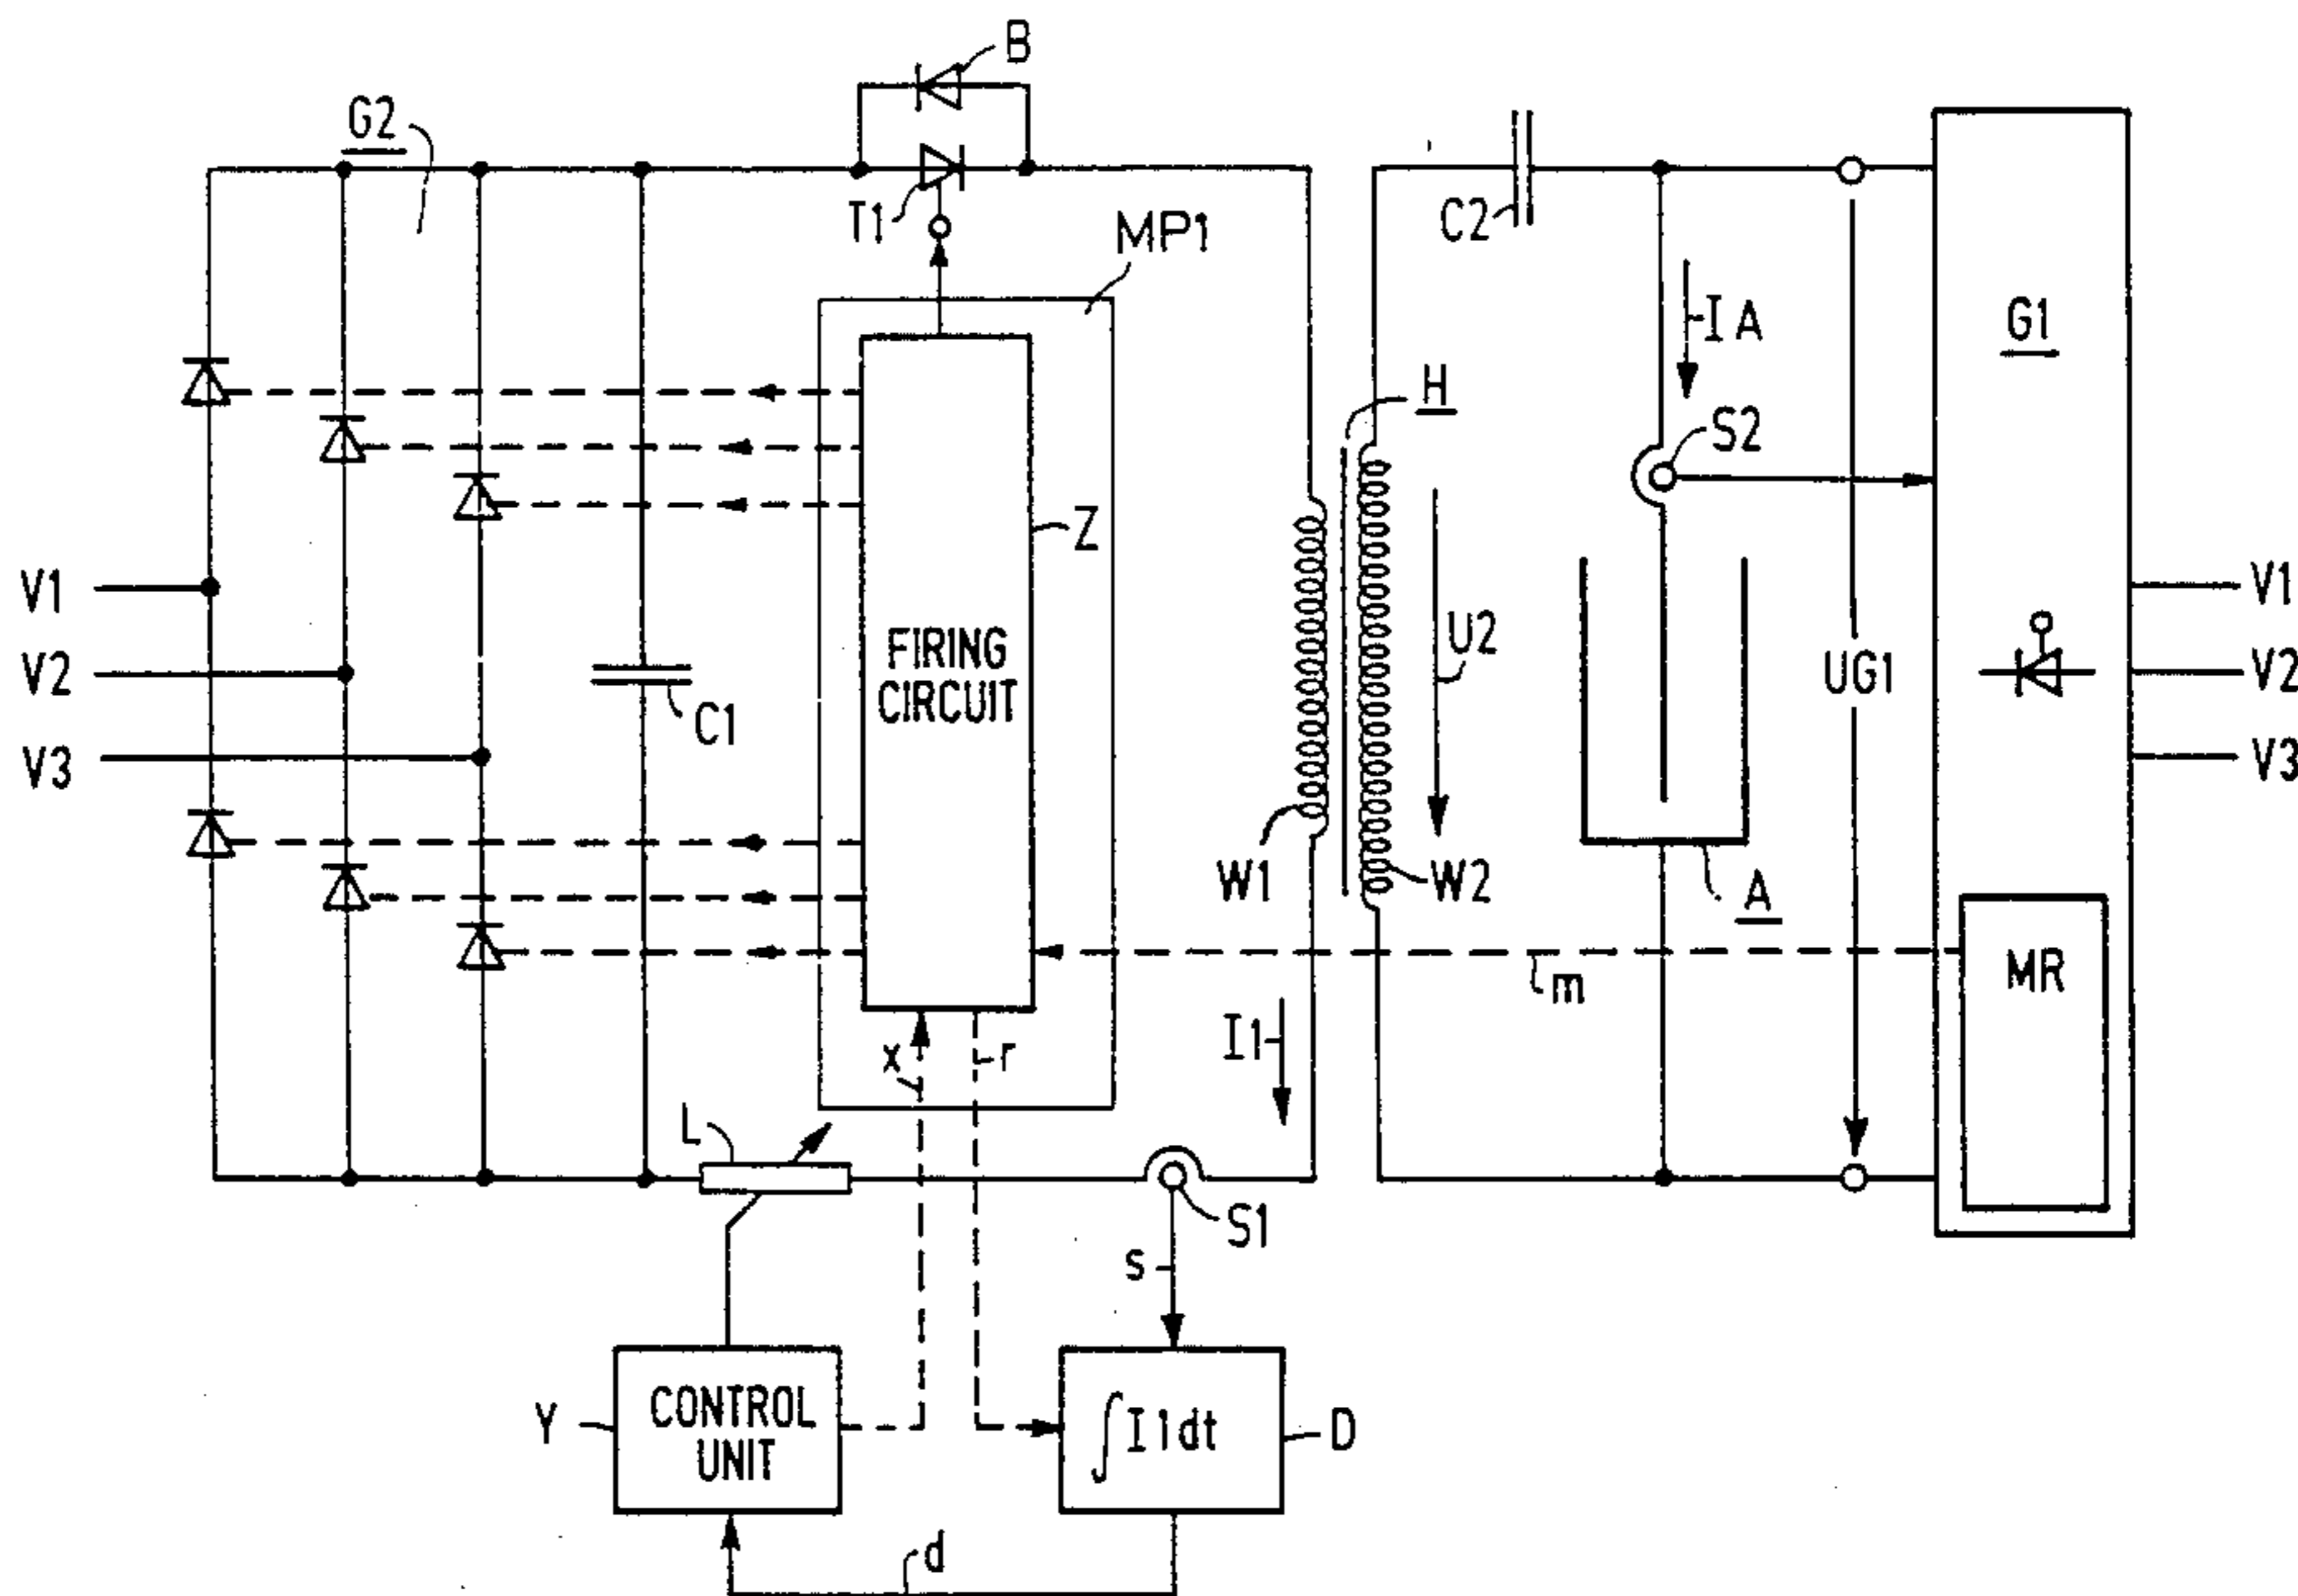 B
G2
T1
MP1
C2
IA
G1
H
S2
Z
V1
V2
V3
FIRING
CIRCUIT
C1
U2
UG1
V1
V2
V3
W1
W2
A
m
MR
I1
x
r
L
S1
s
Y
CONTROL
UNIT
∫I1dt
D
d